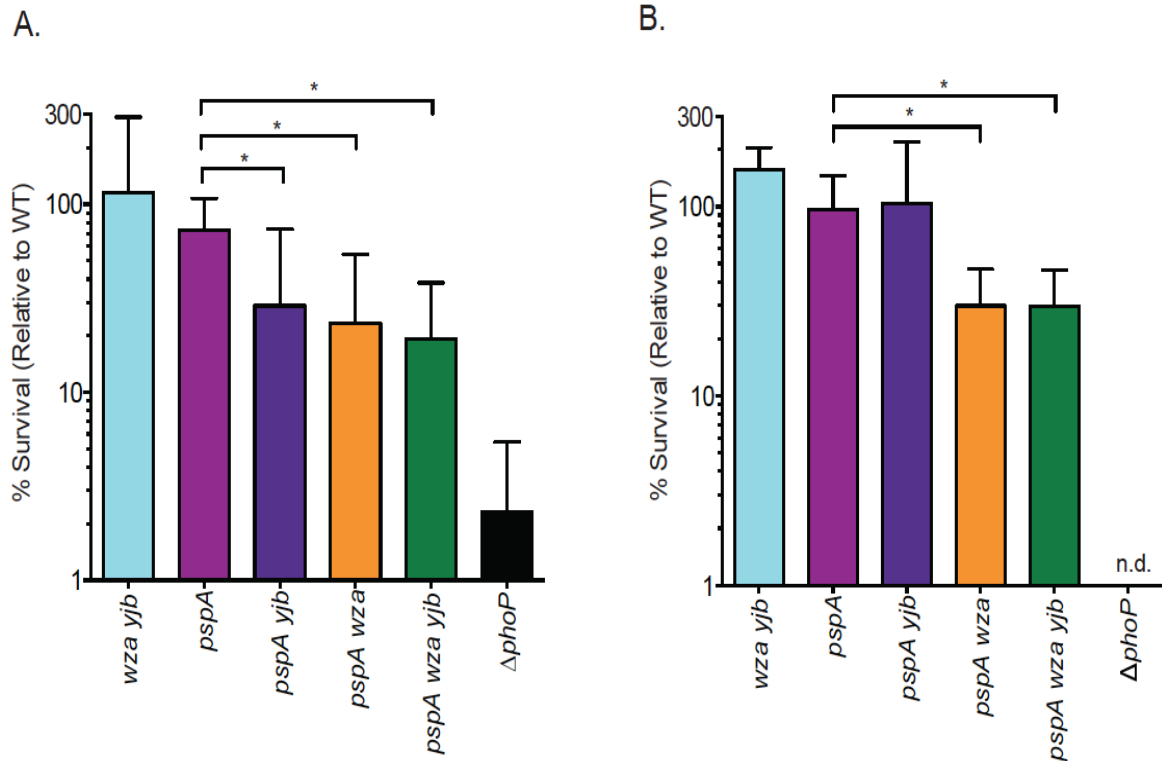 A.
% Survival (Relative to WT)
300
100
10
1
*
*
*
wza yjb
pspA
pspA yjb
pspA wza
pspA wza yjb
ΔphoP
B.
% Survival (Relative to WT)
300
100
10
1
*
*
n.d.
wza yjb
pspA
pspA yjb
pspA wza
pspA wza yjb
ΔphoP